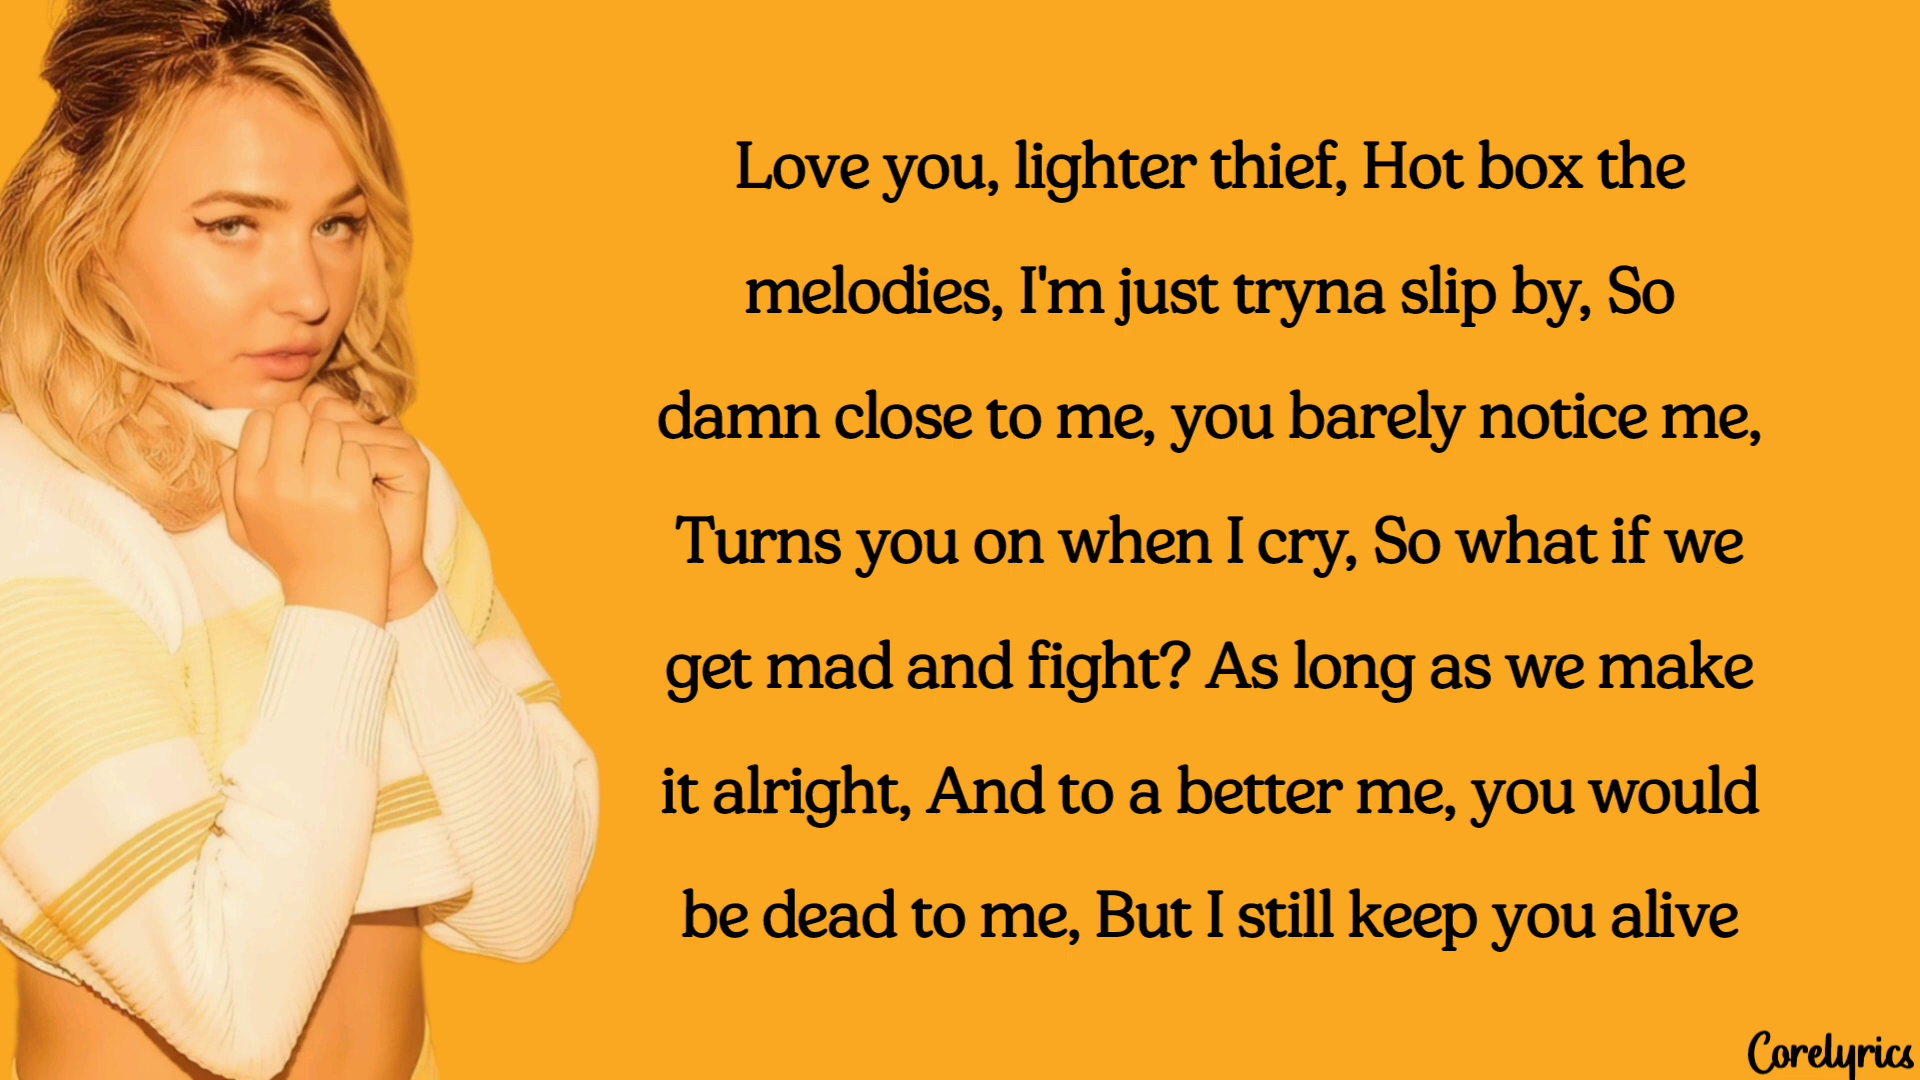 Love you, lighter thief, Hot box the
melodies, I'm just tryna slip by, So
damn close to me, you barely notice me,
Turns you on when I cry, So what if we
get mad and fight? As long as we make
it alright, And to a better me, you would
be dead to me, But I still keep you alive
Corelyrics